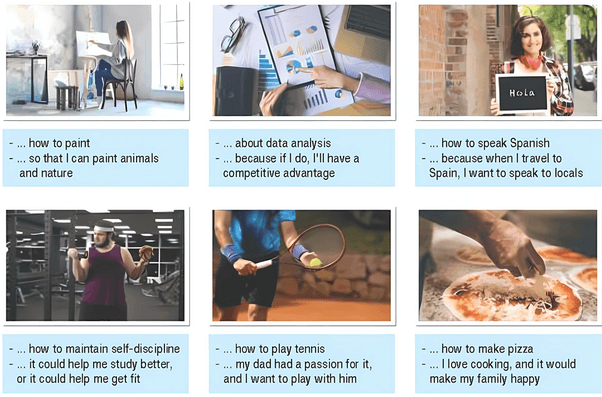 Hola
- ... how to paint
- ... so that I can paint animals
and nature
- ... about data analysis
- ... because if I do, I'll have a
competitive advantage
- ... how to speak Spanish
- ... because when I travel to
Spain, I want to speak to locals
- ... how to maintain self-discipline
- ... it could help me study better,
or it could help me get fit
- ... how to play tennis
- ... my dad had a passion for it,
and I want to play with him
- ... how to make pizza
- ... I love cooking, and it would
make my family happy